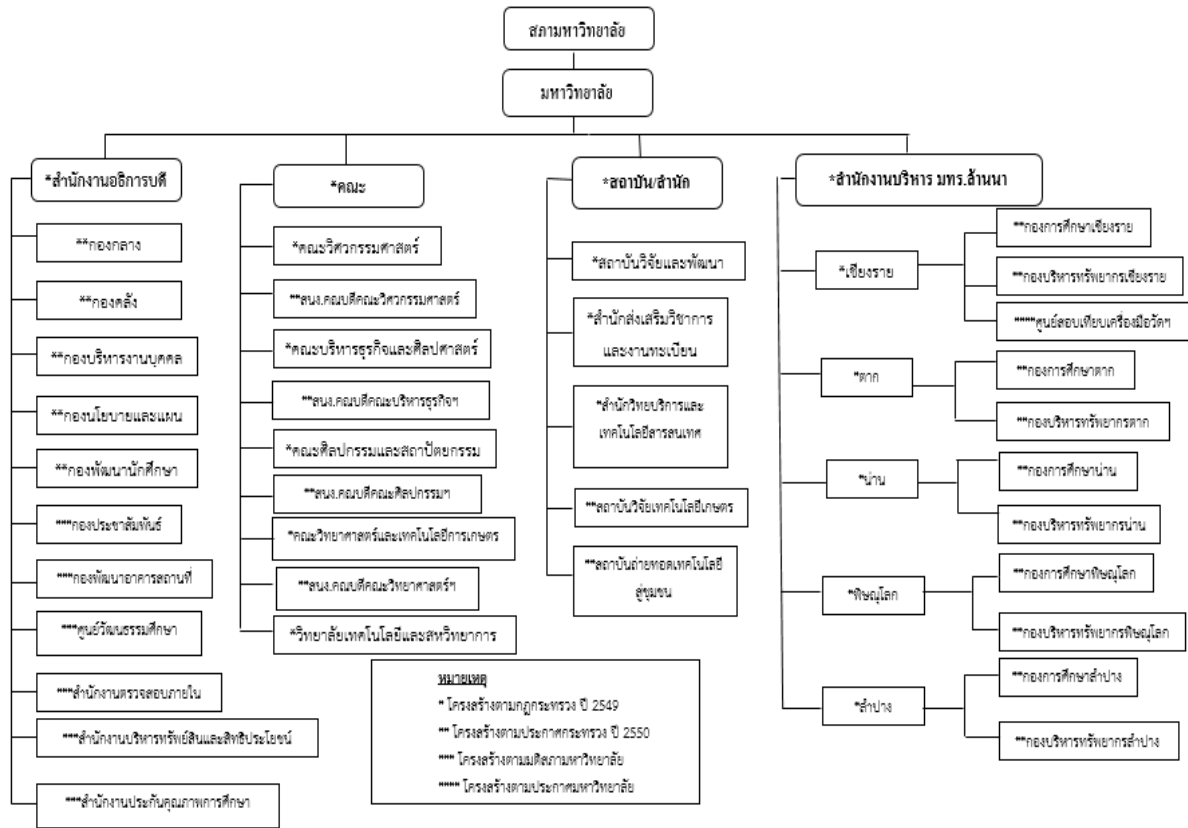 สภามหาวิทยาลัย
มหาวิทยาลัย
*สำนักงานอธิการบดี
**กองกลาง
**กองคลัง
**กองบริหารงานบุคคล
**กองนโยบายและแผน
**กองพัฒนานักศึกษา
***กองประชาสัมพันธ์
***กองพัฒนาอาคารสถานที่
***ศูนย์วัฒนธรรมศึกษา
***สำนักงานตรวจสอบภายใน
***สำนักงานบริหารทรัพย์สินและสิทธิประโยชน์
***สำนักงานประกันคุณภาพการศึกษา
*คณะ
*คณะวิศวกรรมศาสตร์
**สนง.คณบดีคณะวิศวกรรมศาสตร์
*คณะบริหารธุรกิจและศิลปศาสตร์
**สนง.คณบดีคณะบริหารธุรกิจฯ
*คณะศิลปกรรมและสถาปัตยกรรม
**สนง.คณบดีคณะศิลปกรรมฯ
*คณะวิทยาศาสตร์และเทคโนโลยีการเกษตร
**สนง.คณบดีคณะวิทยาศาสตร์ฯ
*วิทยาลัยเทคโนโลยีและสหวิทยาการ
*สถาบัน/สำนัก
*สถาบันวิจัยและพัฒนา
*สำนักส่งเสริมวิชาการ
และงานทะเบียน
*สำนักวิทยบริการและ
เทคโนโลยีสารสนเทศ
**สถาบันวิจัยเทคโนโลยีเกษตร
**สถาบันถ่ายทอดเทคโนโลยี
สู่ชุมชน
*สำนักงานบริหาร มทร.ล้านนา
*เชียงราย
**กองการศึกษาเชียงราย
**กองบริหารทรัพยากรเชียงราย
****ศูนย์สอบเทียบเครื่องมือวัดฯ
*ตาก
**กองการศึกษาตาก
**กองบริหารทรัพยากรตาก
*น่าน
**กองการศึกษาน่าน
**กองบริหารทรัพยากรน่าน
*พิษณุโลก
**กองการศึกษาพิษณุโลก
**กองบริหารทรัพยากรพิษณุโลก
*ลำปาง
**กองการศึกษาลำปาง
**กองบริหารทรัพยากรลำปาง
หมายเหตุ
* โครงสร้างตามกฎกระทรวง ปี 2549
** โครงสร้างตามประกาศกระทรวง ปี 2550
*** โครงสร้างตามมติสภามหาวิทยาลัย
**** โครงสร้างตามประกาศมหาวิทยาลัย